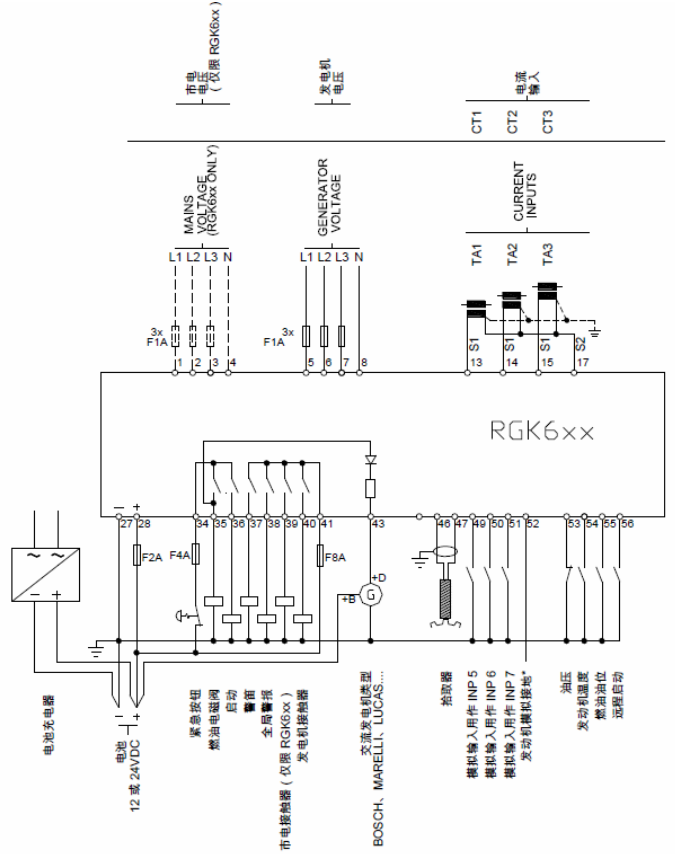 市电
电压
( 仅限 RGK6xx )
发电机
电压
电流
输入
CT1
CT2
CT3
MAINS
VOLTAGE
(RGK6xx ONLY)
GENERATOR
VOLTAGE
CURRENT
INPUTS
L1 L2 L3 N
L1 L2 L3 N
TA1
TA2
TA3
3x
F1A
3x
F1A
S1
S1
S1
S2
1 2 3 4
5 6 7 8
13 14 15 17
RGK6xx
− +
27 28
34 35 36 37 38 39 40 41
43
46 47 49 50 51 52
53 54 55 56
F2A
F4A
F8A
~ ~
− +
+D
+B
G
− +
电池充电器
电池
12 或 24VDC
紧急按钮
燃油电磁阀
启动
警笛
全局警报
市电接触器 ( 仅限 RGK6xx )
发电机接触器
交流发电机类型
BOSCH、MARELLI、LUCAS....
拾取器
模拟输入用作 INP 5
模拟输入用作 INP 6
模拟输入用作 INP 7
发动机模拟接地*
油压
发动机温度
燃油油位
远程启动